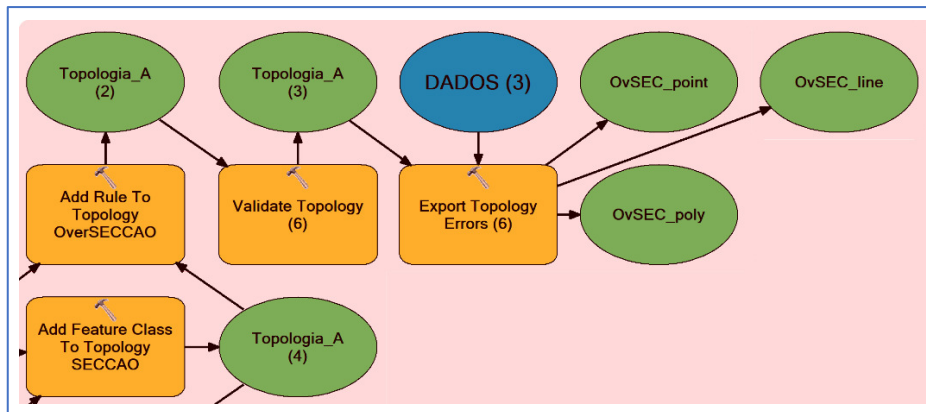 Topologia_A
(2)
Topologia_A
(3)
DADOS (3)
OvSEC_point
OvSEC_line
Add Rule To
Topology
OverSECCAO
Validate Topology
(6)
Export Topology
Errors (6)
OvSEC_poly
Add Feature Class
To Topology
SECCAO
Topologia_A
(4)